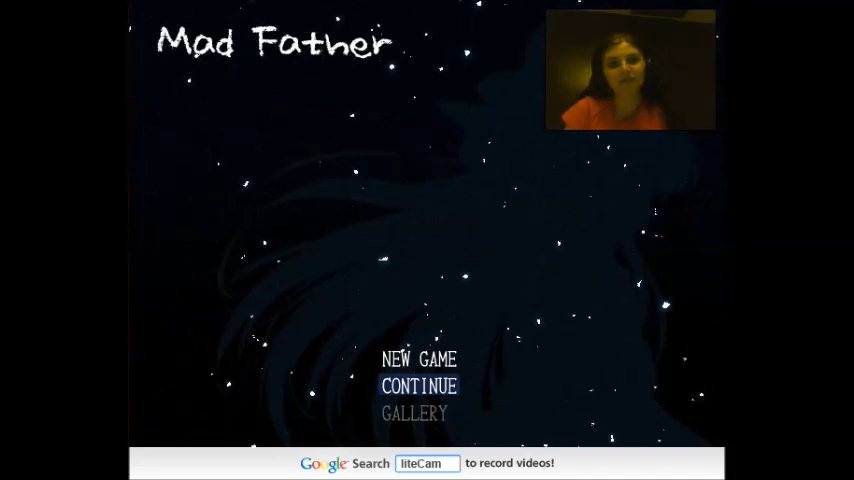 Mad Father
NEW GAME
CONTINUE
GALLERY
Google Search liteCam to record videos!